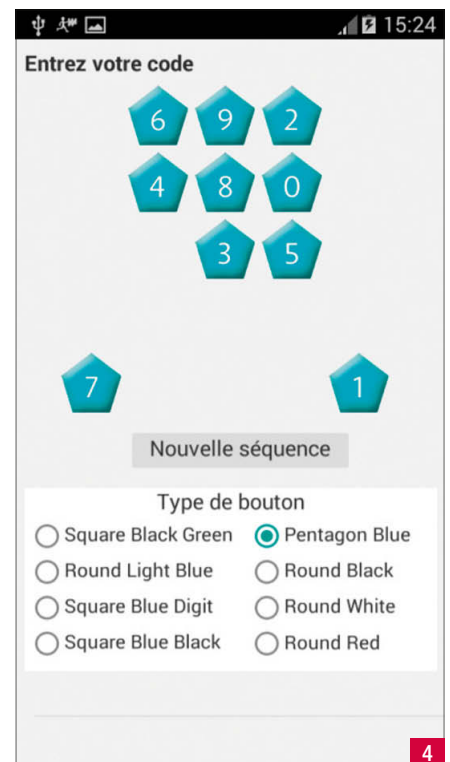 15:24
Entrez votre code
6 9 2
4 8 0
3 5
7 1
Nouvelle séquence
Type de bouton
Square Black Green Pentagon Blue
Round Light Blue Round Black
Square Blue Digit Round White
Square Blue Black Round Red
4